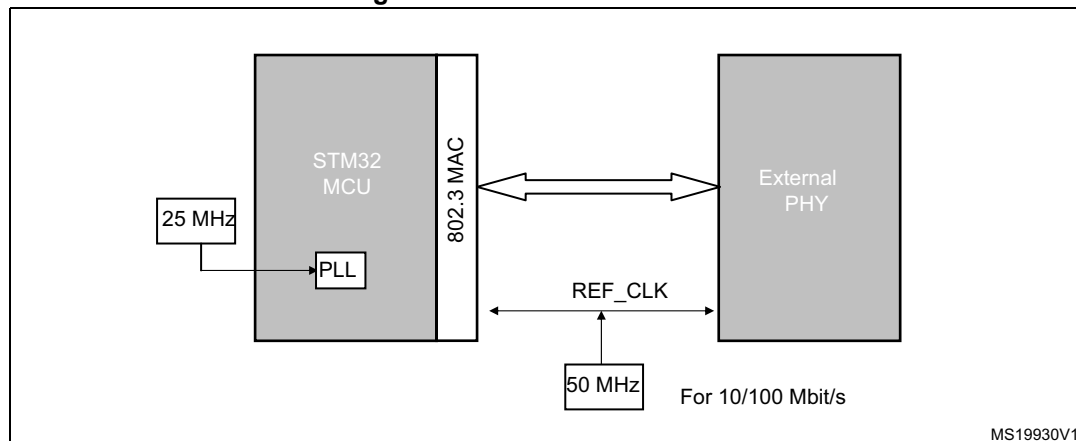 STM32
MCU
802.3 MAC
External
PHY
25 MHz
PLL
REF_CLK
50 MHz
For 10/100 Mbit/s
MS19930V1